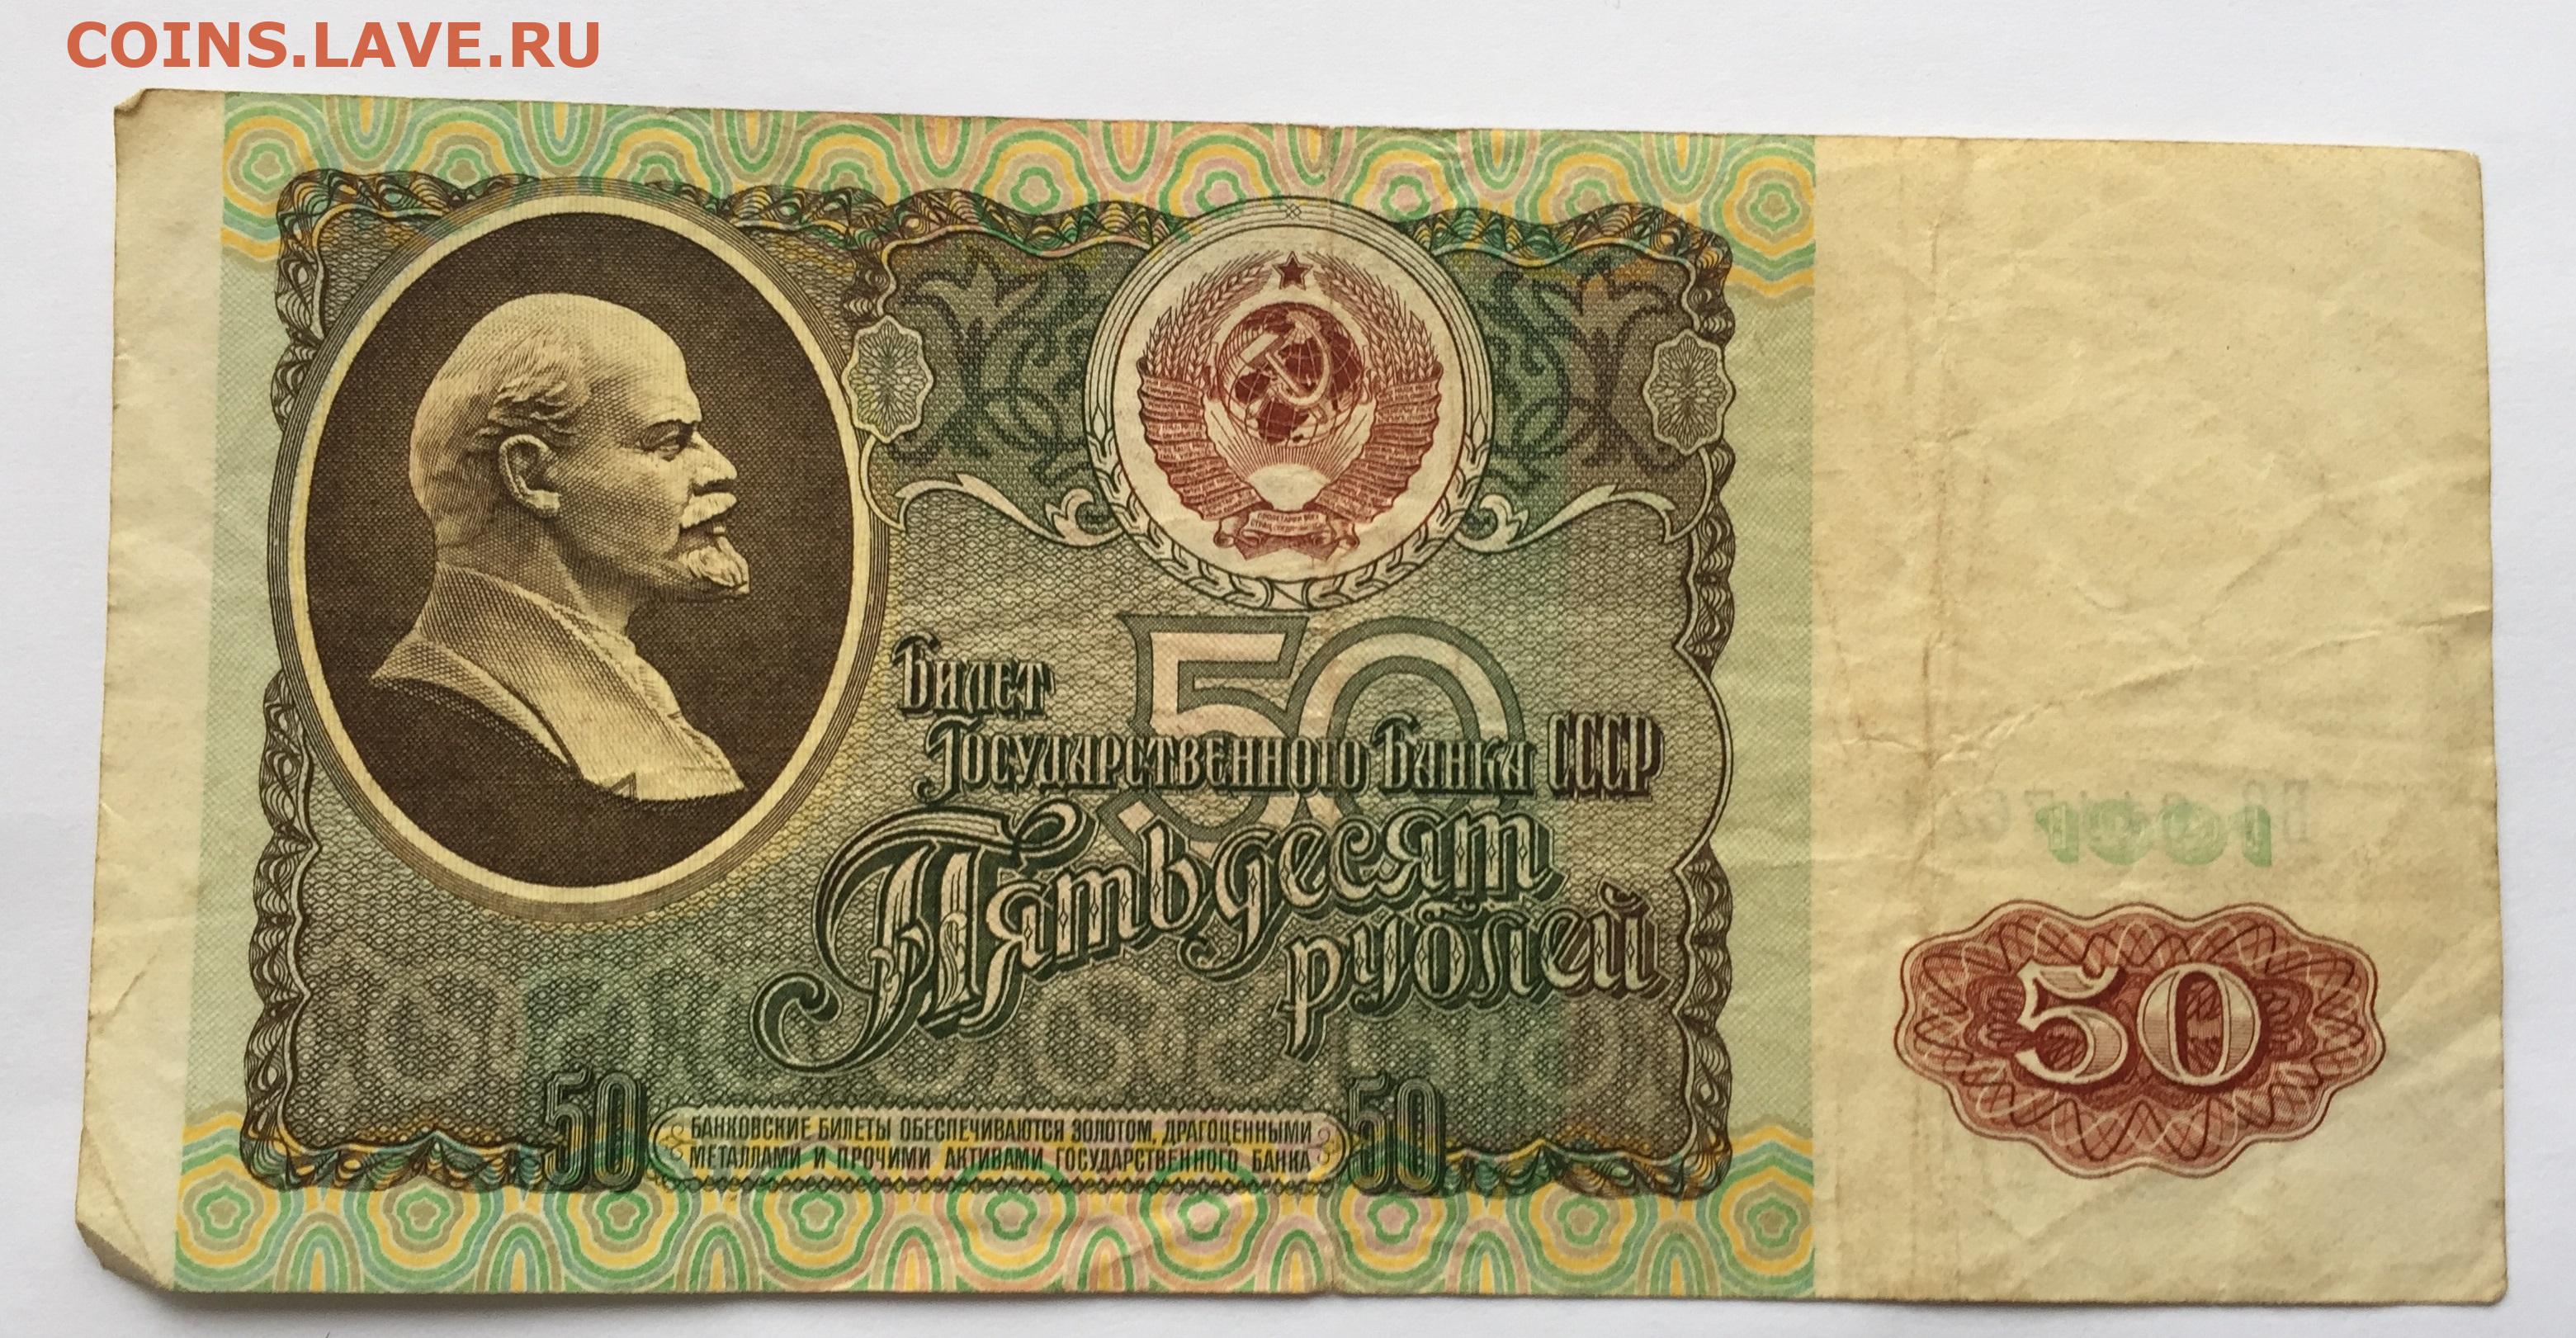 COINS.LAVE.RU
Билет
Государственного Банка СССР
50
Пятьдесят
рублей
50
50 БАНКОВСКИЕ БИЛЕТЫ ОБЕСПЕЧИВАЮТСЯ ЗОЛОТОМ, ДРАГОЦЕННЫМИ 50
МЕТАЛЛАМИ И ПРОЧИМИ АКТИВАМИ ГОСУДАРСТВЕННОГО БАНКА